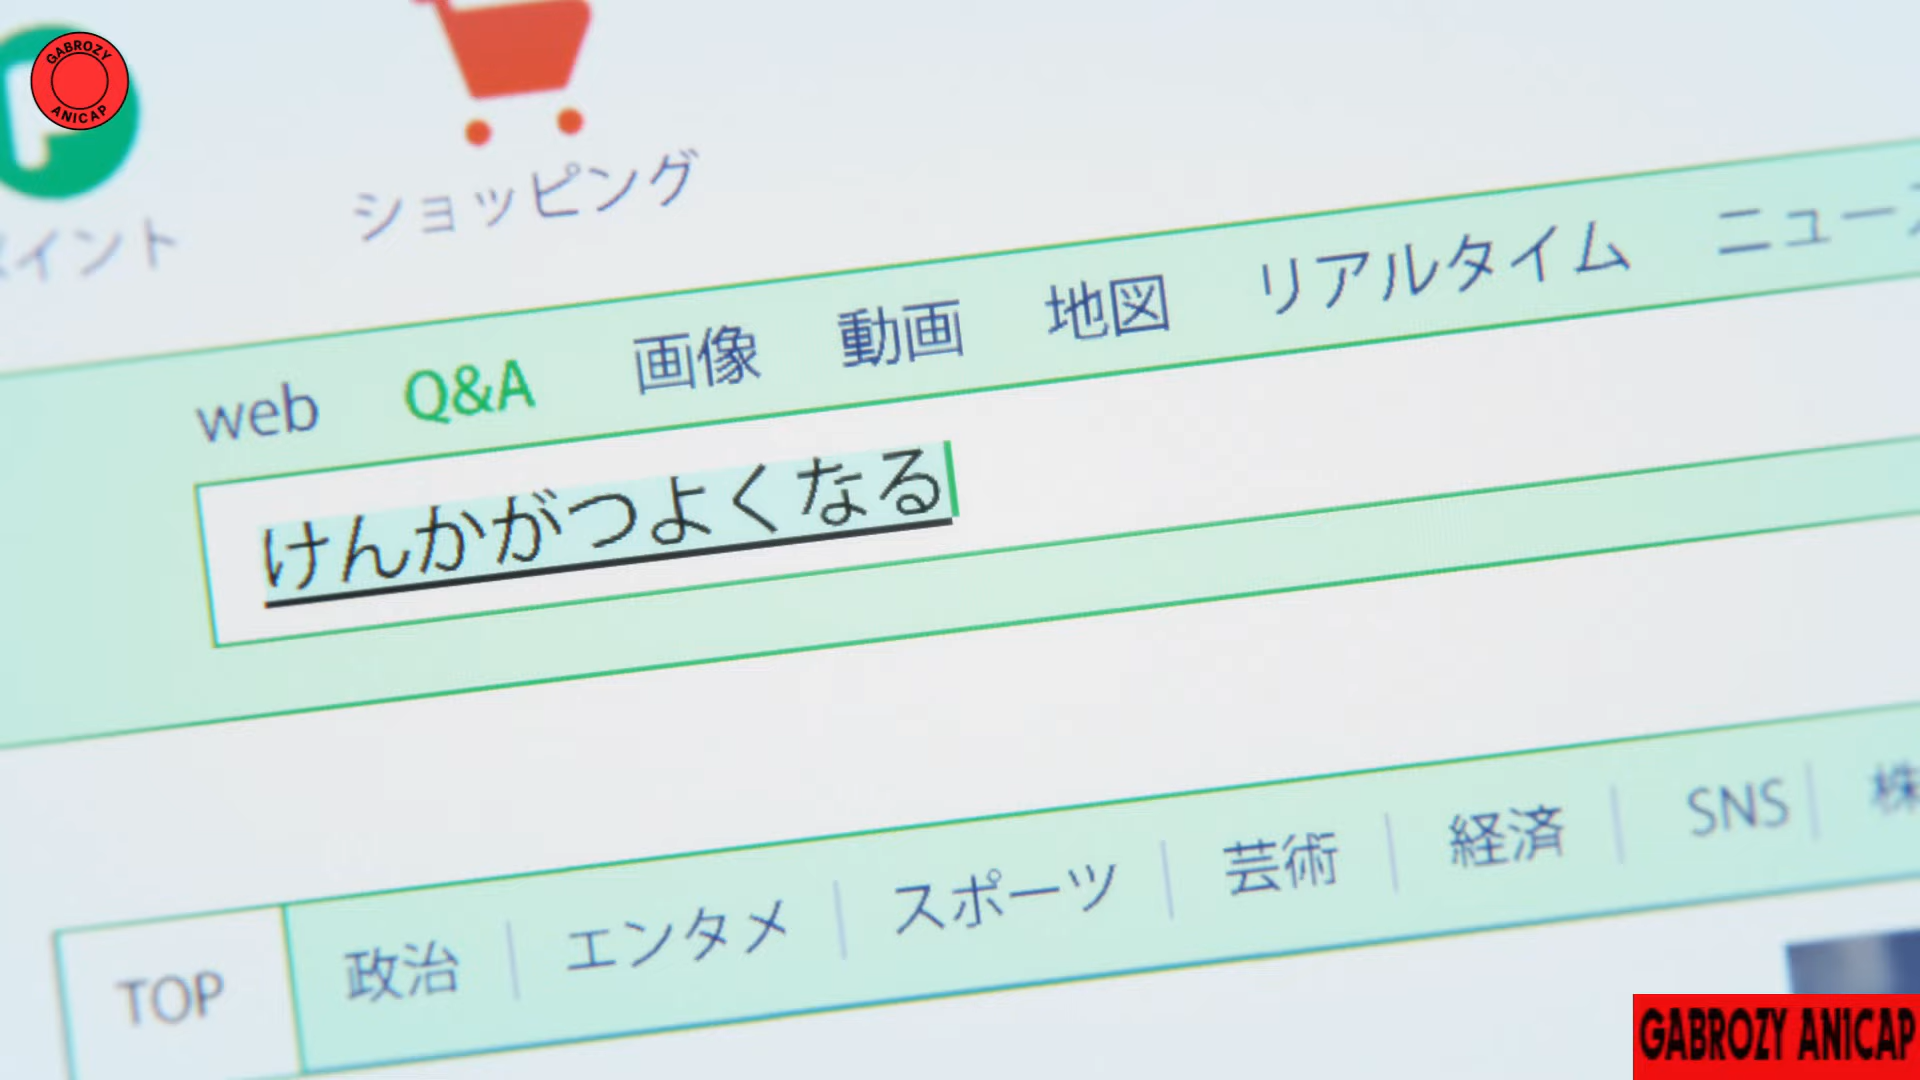 GABROZY
ANICAP
ショッピング
イント
web Q&A 画像 動画 地図 リアルタイム ニュース
けんかがつよくなる
TOP 政治 エンタメ スポーツ 芸術 経済 SNS 株
GABROZY ANICAP